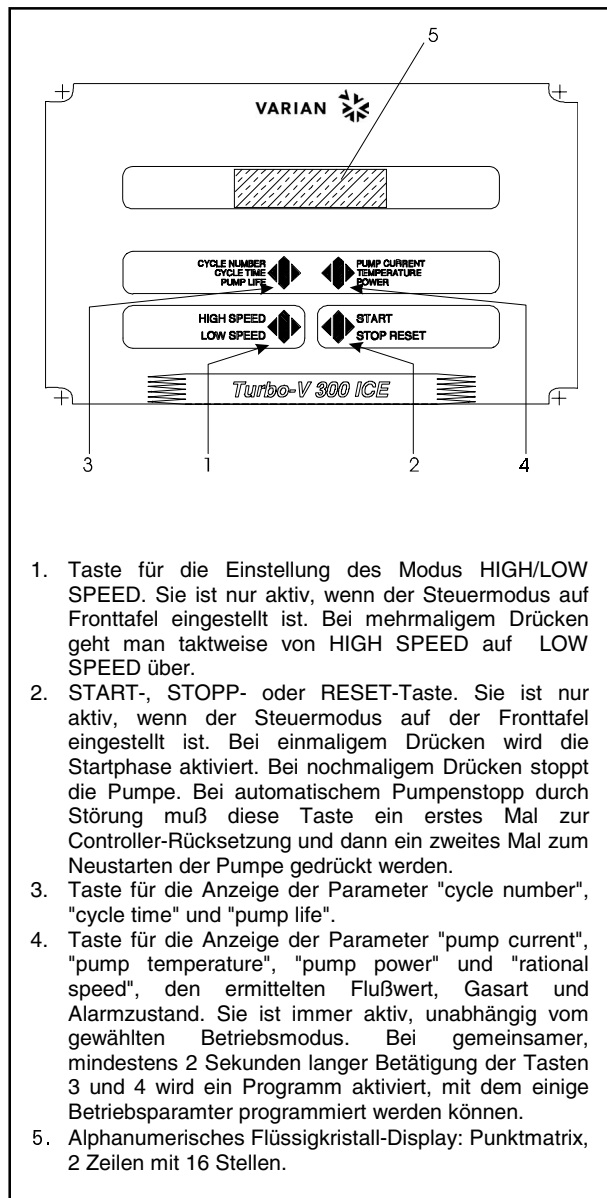 5
VARIAN
CYCLE NUMBER
CYCLE TIME
PUMP LIFE
PUMP CURRENT
TEMPERATURE
POWER
HIGH SPEED
LOW SPEED
START
STOP RESET
Turbo-V 300 ICE
3
1
2
4
1. Taste für die Einstellung des Modus HIGH/LOW
SPEED. Sie ist nur aktiv, wenn der Steuermodus auf
Fronttafel eingestellt ist. Bei mehrmaligem Drücken
geht man taktweise von HIGH SPEED auf LOW
SPEED über.
2. START-, STOPP- oder RESET-Taste. Sie ist nur
aktiv, wenn der Steuermodus auf der Fronttafel
eingestellt ist. Bei einmaligem Drücken wird die
Startphase aktiviert. Bei nochmaligem Drücken stoppt
die Pumpe. Bei automatischem Pumpenstopp durch
Störung muß diese Taste ein erstes Mal zur
Controller-Rücksetzung und dann ein zweites Mal zum
Neustarten der Pumpe gedrückt werden.
3. Taste für die Anzeige der Parameter "cycle number",
"cycle time" und "pump life".
4. Taste für die Anzeige der Parameter "pump current",
"pump temperature", "pump power" und "rational
speed", den ermittelten Flußwert, Gasart und
Alarmzustand. Sie ist immer aktiv, unabhängig vom
gewählten Betriebsmodus. Bei gemeinsamer,
mindestens 2 Sekunden langer Betätigung der Tasten
3 und 4 wird ein Programm aktiviert, mit dem einige
Betriebsparamter programmiert werden können.
5. Alphanumerisches Flüssigkristall-Display: Punktmatrix,
2 Zeilen mit 16 Stellen.